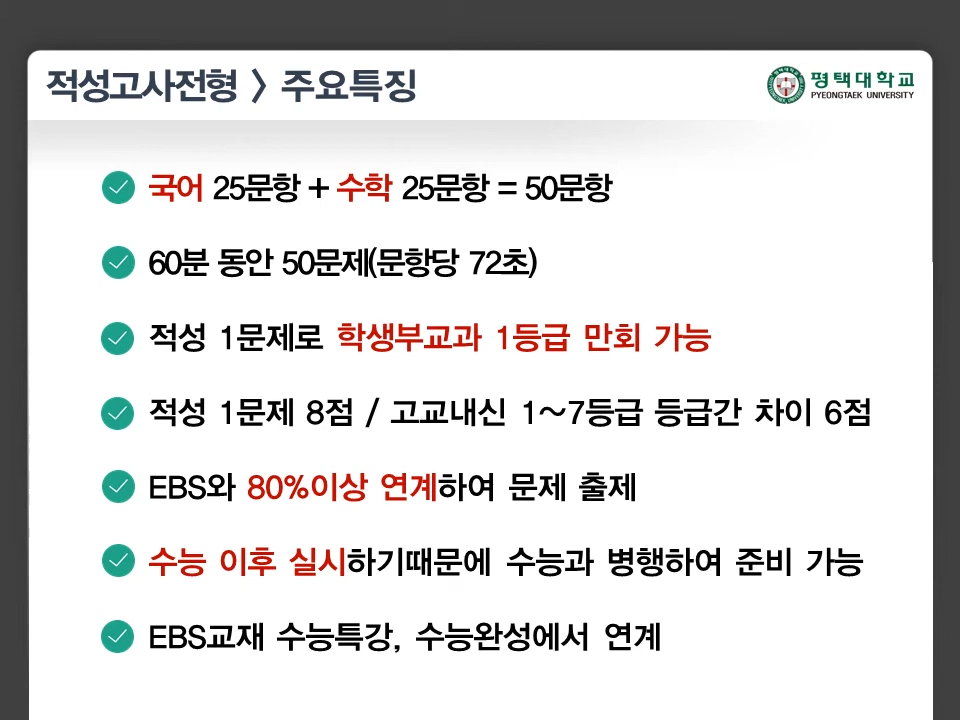 적성고사전형 > 주요특징
평택대학교
PYEONGTAEK UNIVERSITY
국어 25문항 + 수학 25문항 = 50문항
60분 동안 50문제(문항당 72초)
적성 1문제로 학생부교과 1등급 만회 가능
적성 1문제 8점 / 고교내신 1~7등급 등급간 차이 6점
EBS와 80%이상 연계하여 문제 출제
수능 이후 실시하기때문에 수능과 병행하여 준비 가능
EBS교재 수능특강, 수능완성에서 연계